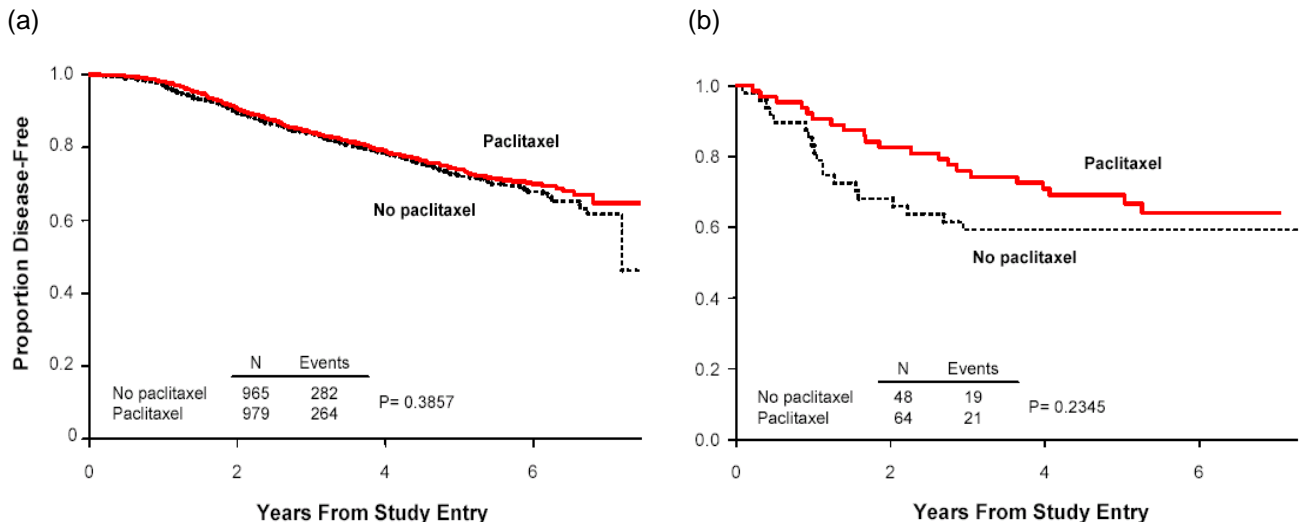 (a)
(b)
Proportion Disease-Free
1.0
0.8
0.6
0.4
0.2
0
Paclitaxel
No paclitaxel
N Events
No paclitaxel 965 282
Paclitaxel 979 264
P= 0.3857
0 2 4 6
Years From Study Entry
1.0
0.8
0.6
0.4
0.2
0.0
Paclitaxel
No paclitaxel
N Events
No paclitaxel 48 19
Paclitaxel 64 21
P= 0.2345
0 2 4 6
Years From Study Entry